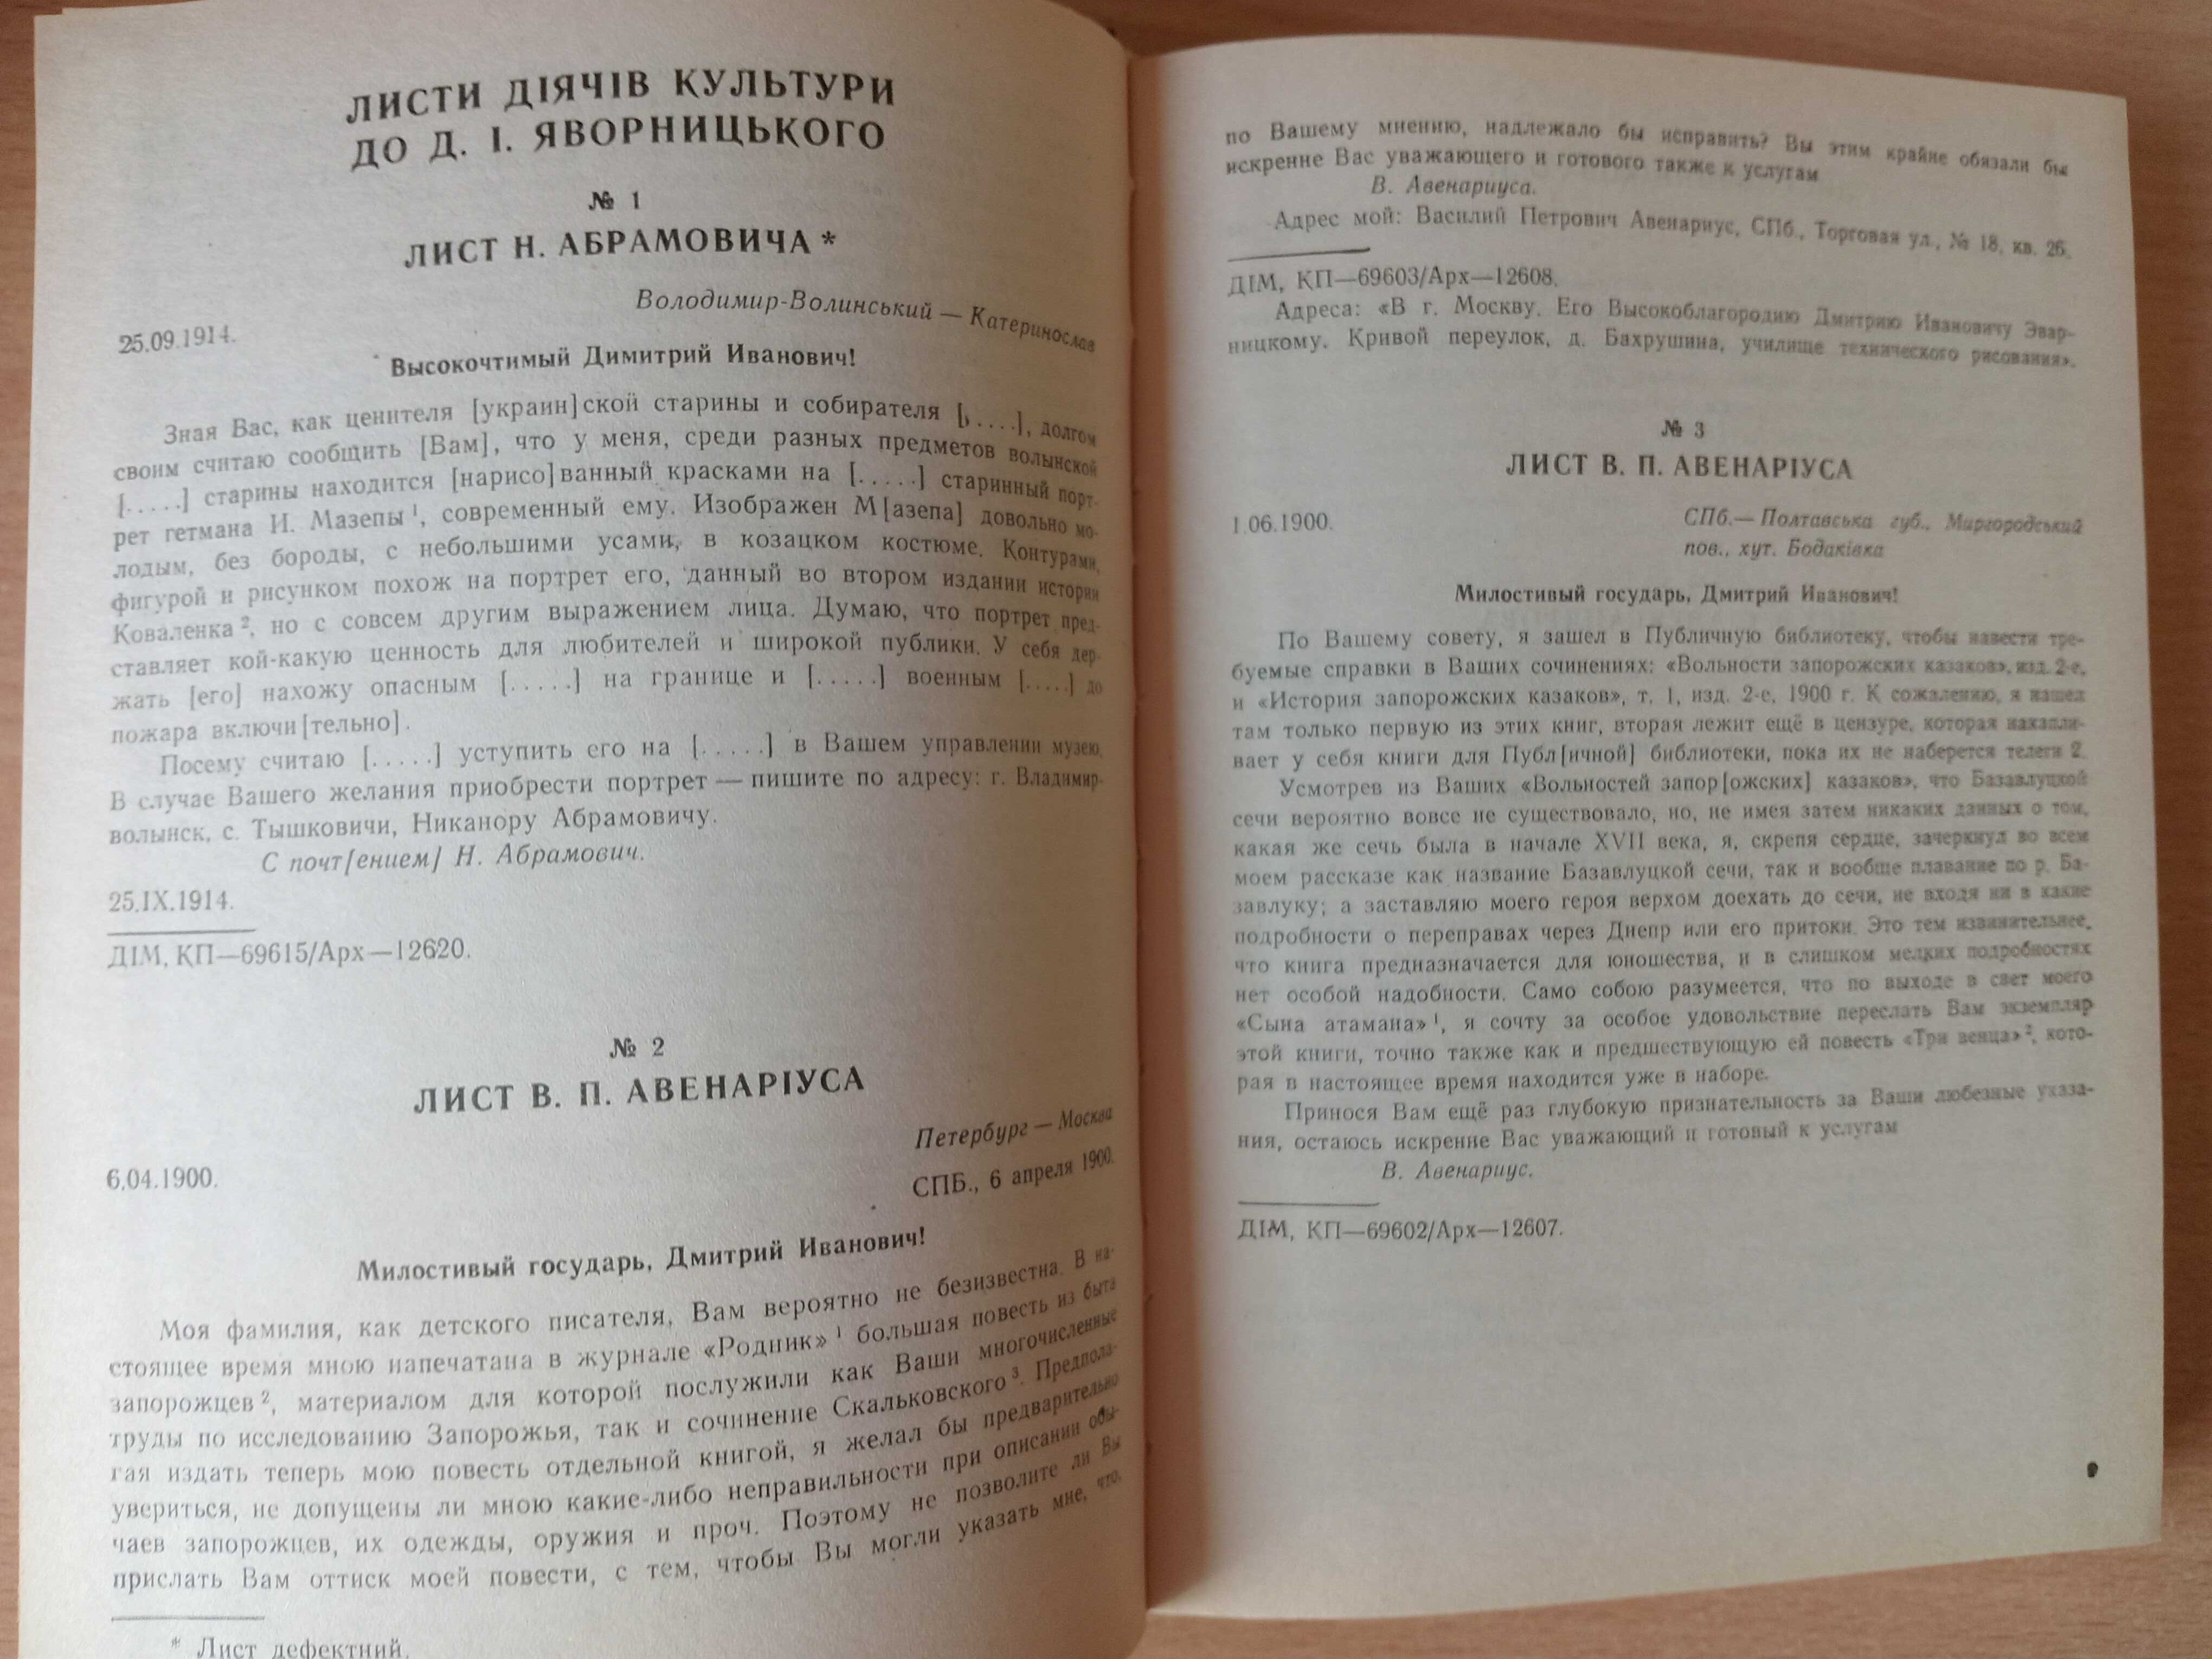 ЛИСТИ ДІЯЧІВ КУЛЬТУРИ
ДО Д. І. ЯВОРНИЦЬКОГО
№ 1
ЛИСТ Н. АБРАМОВИЧА *
Володимир-Волинський — Катеринослав
25.09.1914.
Высокочтимый Димитрий Иванович!
Зная Вас, как ценителя [украин]ской старины и собирателя [. . . . .], долгом
своим считаю сообщить [Вам], что у меня, среди разных предметов волынской
[. . . . .] старины находится [нарисо]ванный красками на [. . . . .] старинный порт-
рет гетмана И. Мазепы 1, современный ему. Изображен М[азепа] довольно мо-
лодым, без бороды, с небольшими усами, в козацком костюме. Контурами,
фигурой и рисунком похож на портрет его, данный во втором издании истории
Коваленка 2, но с совсем другим выражением лица. Думаю, что портрет пред-
ставляет кой-какую ценность для любителей и широкой публики. У себя дер-
жать [его] нахожу опасным [. . . . .] на границе и [. . . . .] военным [. . . . .] до
пожара включи[тельно].
Посему считаю [. . . . .] уступить его на [. . . . .] в Вашем управлении музею.
В случае Вашего желания приобрести портрет — пишите по адресу: г. Владимир-
волынск, с. Тышковичи, Никанору Абрамовичу.
С почт[ением] Н. Абрамович.
25.IX.1914.
ДІМ, КП—69615/Арх—12620.
№ 2
ЛИСТ В. П. АВЕНАРІУСА
Петербург — Москва
6.04.1900.
СПБ., 6 апреля 1900.
Милостивый государь, Дмитрий Иванович!
Моя фамилия, как детского писателя, Вам вероятно не безизвестна. В на-
стоящее время мною напечатана в журнале «Родник» 1 большая повесть из быта
запорожцев 2, материалом для которой послужили как Ваши многочисленные
труды по исследованию Запорожья, так и сочинение Скальковского 3. Предпола-
гая издать теперь мою повесть отдельной книгой, я желал бы предварительно
увериться, не допущены ли мною какие-либо неправильности при описании обы-
чаев запорожцев, их одежды, оружия и проч. Поэтому не позволите ли Вы
прислать Вам оттиск моей повести, с тем, чтобы Вы могли указать мне, что,
* Лист дефектний.
по Вашему мнению, надлежало бы исправить? Вы этим крайне обязали бы
искренне Вас уважающего и готового также к услугам
В. Авенариуса.
Адрес мой: Василий Петрович Авенариус, СПб., Торговая ул., № 18, кв. 26.
ДІМ, КП—69603/Арх—12608.
Адреса: «В г. Москву. Его Высокоблагородию Дмитрию Ивановичу Эвар-
ницкому. Кривой переулок, д. Бахрушина, училище технического рисования».
№ 3
ЛИСТ В. П. АВЕНАРІУСА
1.06.1900.
СПб.— Полтавська губ., Миргородський
пов., хут. Бодаківка
Милостивый государь, Дмитрий Иванович!
По Вашему совету, я зашел в Публичную библиотеку, чтобы навести тре-
буемые справки в Ваших сочинениях: «Вольности запорожских казаков», изд. 2-е,
и «История запорожских казаков», т. 1, изд. 2-е, 1900 г. К сожалению, я нашел
там только первую из этих книг, вторая лежит ещё в цензуре, которая накапли-
вает у себя книги для Публ[ичной] библиотеки, пока их не наберется телеги 2.
Усмотрев из Ваших «Вольностей запор[ожских] казаков», что Базавлуцкой
сечи вероятно вовсе не существовало, но, не имея затем никаких данных о том,
какая же сечь была в начале XVII века, я, скрепя сердце, зачеркнул во всем
моем рассказе как название Базавлуцкой сечи, так и вообще плавание по р. Ба-
завлуку; а заставляю моего героя верхом доехать до сечи, не входя ни в какие
подробности о переправах через Днепр или его притоки. Это тем извинительнее,
что книга предназначается для юношества, и в слишком мелких подробностях
нет особой надобности. Само собою разумеется, что по выходе в свет моего
«Сына атамана» 1, я сочту за особое удовольствие переслать Вам экземпляр
этой книги, точно также как и предшествующую ей повесть «Три венца» 2, кото-
рая в настоящее время находится уже в наборе.
Принося Вам ещё раз глубокую признательность за Ваши любезные указа-
ния, остаюсь искренне Вас уважающий и готовый к услугам
В. Авенариус.
ДІМ, КП—69602/Арх—12607.